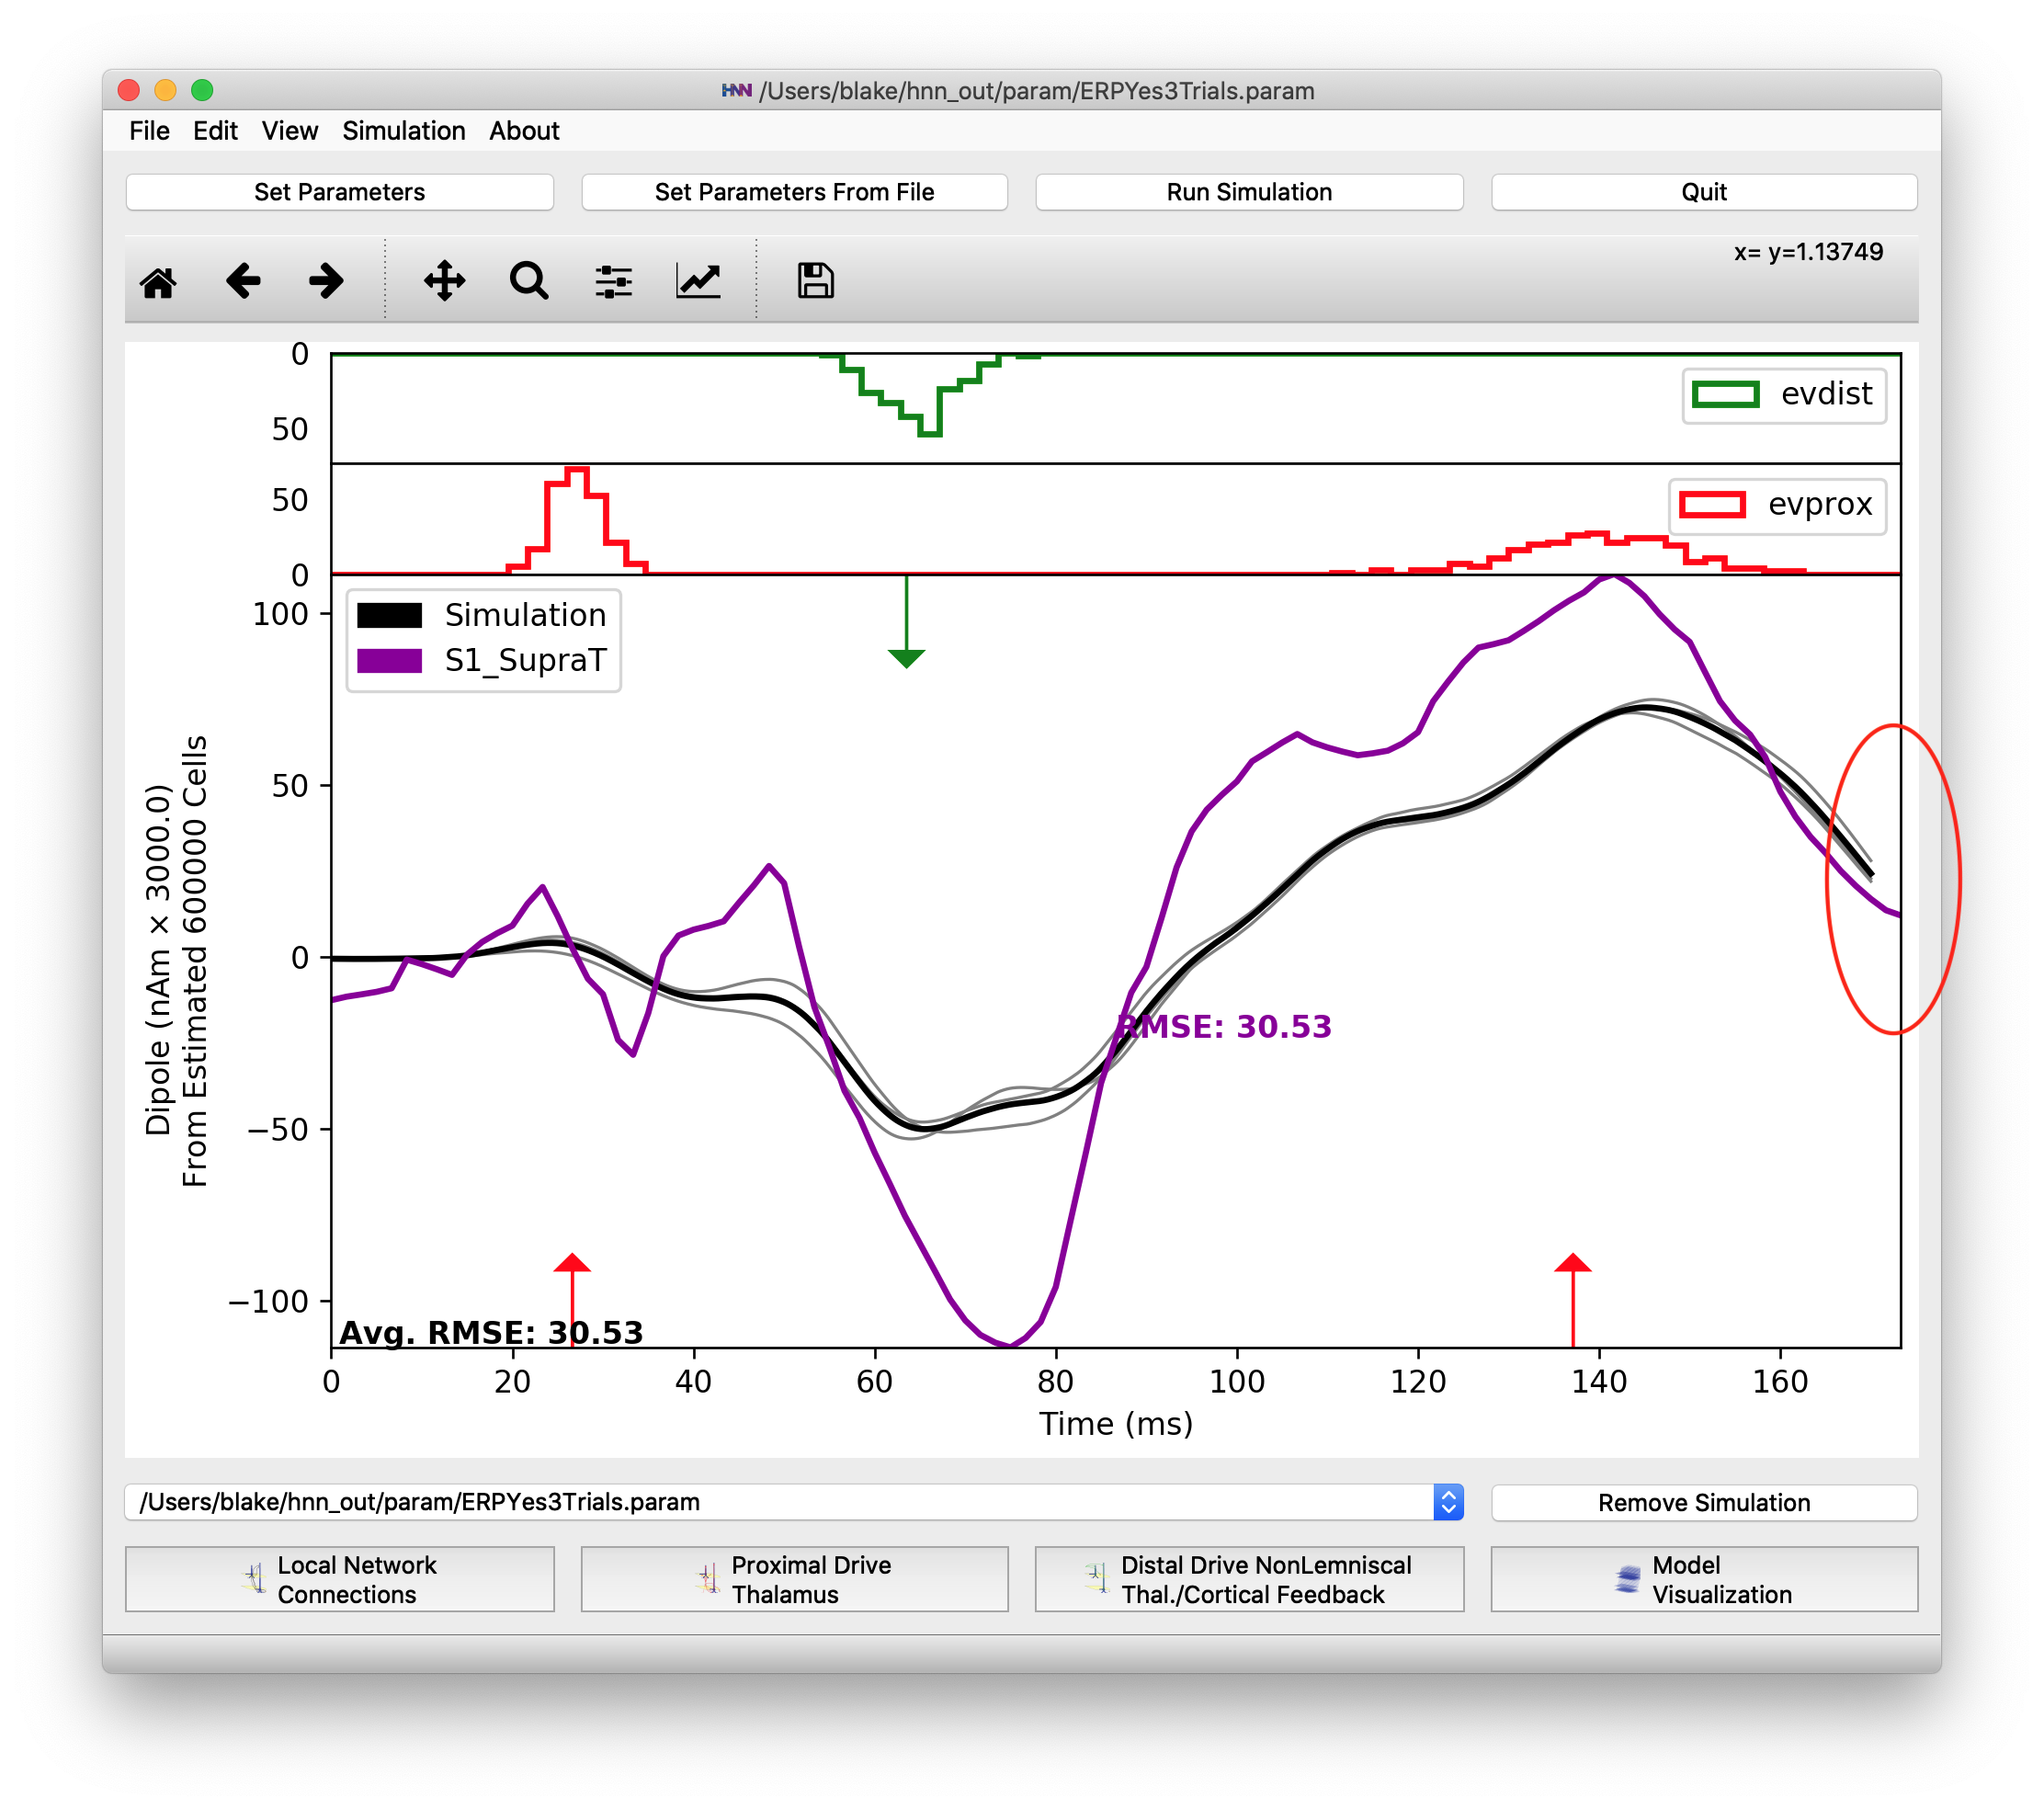 HNN /Users/blake/hnn_out/param/ERPYes3Trials.param
File Edit View Simulation About
Set Parameters Set Parameters From File Run Simulation Quit
x= y=1.13749
0
50
evdist
50
0
evprox
100
50
0
−50
−100
Simulation
S1_SupraT
Dipole (nAm × 3000.0)
From Estimated 600000 Cells
RMSE: 30.53
Avg. RMSE: 30.53
0 20 40 60 80 100 120 140 160
Time (ms)
/Users/blake/hnn_out/param/ERPYes3Trials.param
Remove Simulation
Local Network
Connections
Proximal Drive
Thalamus
Distal Drive NonLemniscal
Thal./Cortical Feedback
Model
Visualization